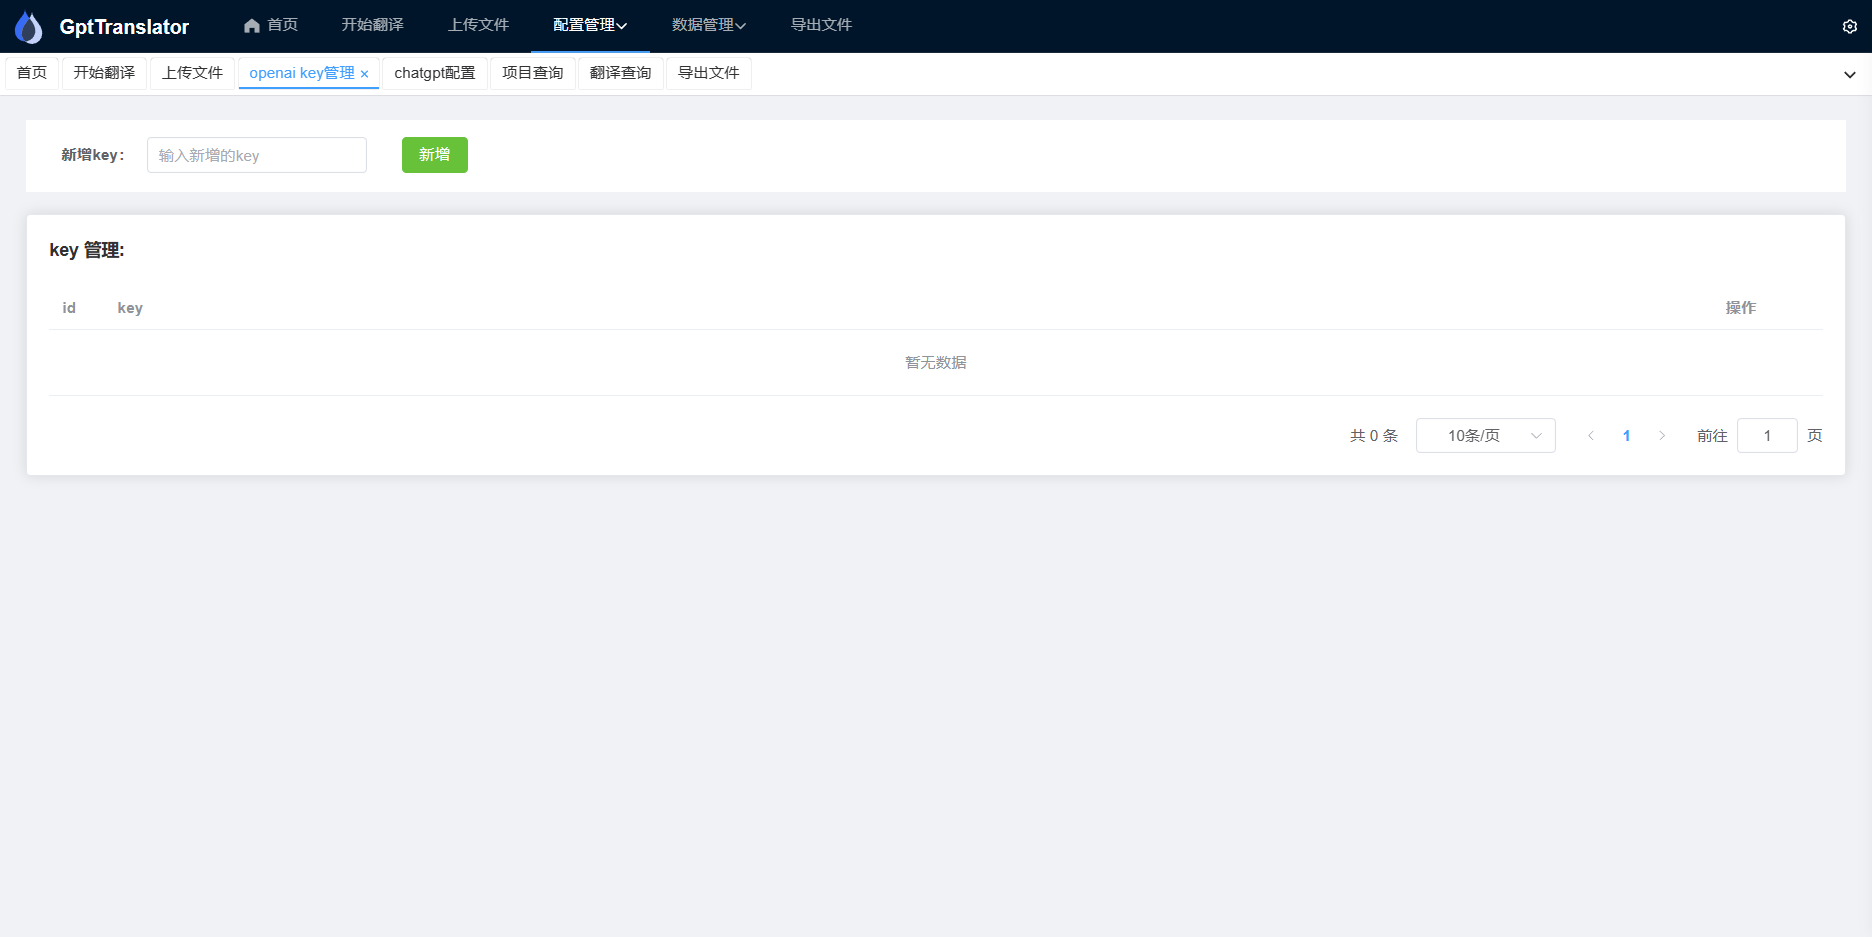 GptTranslator 首页 开始翻译 上传文件 配置管理 数据管理 导出文件
首页 开始翻译 上传文件 openai key管理 × chatgpt配置 项目查询 翻译查询 导出文件
新增key： 输入新增的key 新增
key 管理:
id key 操作
暂无数据
共 0 条 10条/页 1 前往 1 页